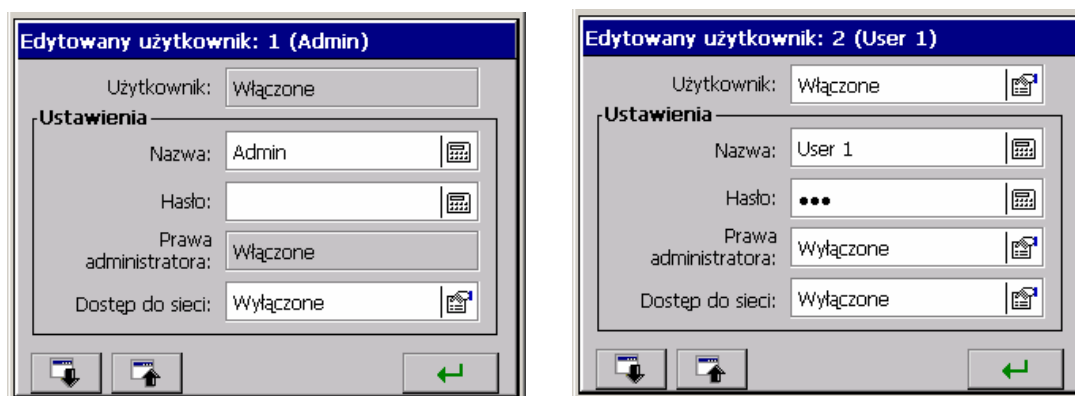 Edytowany użytkownik: 1 (Admin)
Użytkownik: Włączone
Ustawienia
Nazwa: Admin
Hasło:
Prawa
administratora: Włączone
Dostęp do sieci: Wyłączone
Edytowany użytkownik: 2 (User 1)
Użytkownik: Włączone
Ustawienia
Nazwa: User 1
Hasło: •••
Prawa
administratora: Wyłączone
Dostęp do sieci: Wyłączone